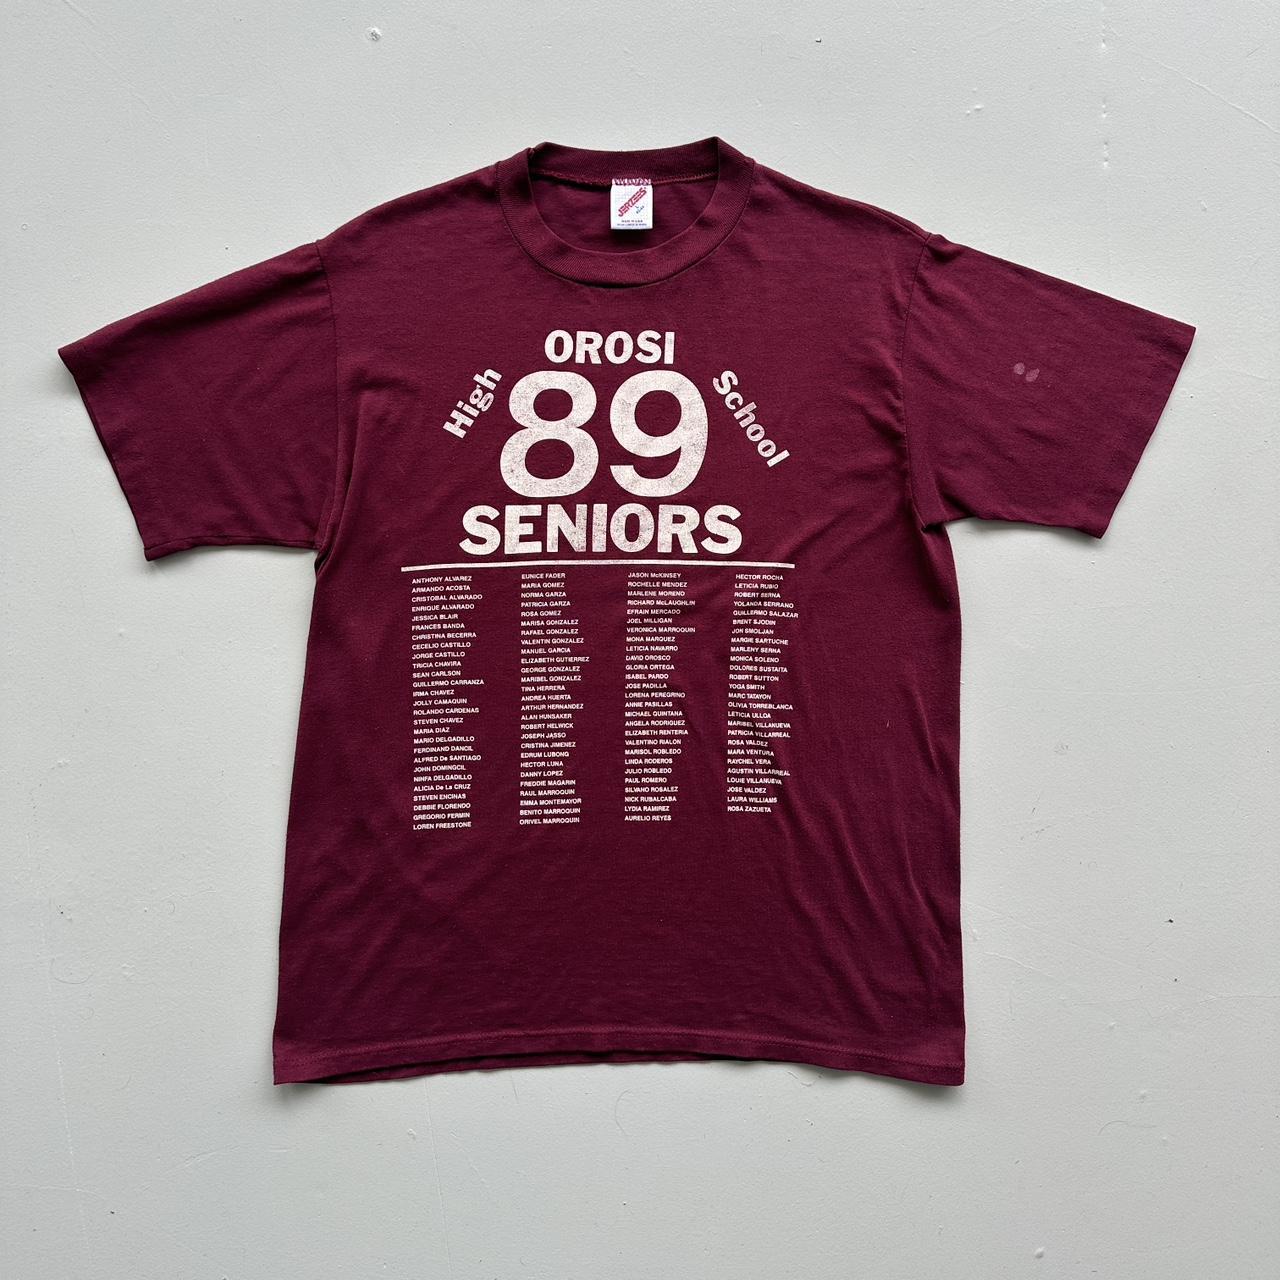 JERZEES
MADE IN U.S.A.
OROSI
High School
89
SENIORS
ANTHONY ALVAREZ
ARMANDO ACOSTA
CRISTOBAL ALVARADO
ENRIQUE ALVARADO
JESSICA BLAIR
FRANCES BANDA
CHRISTINA BECERRA
CECELIO CASTILLO
JORGE CASTILLO
TRICIA CHAVIRA
SEAN CARLSON
GUILLERMO CARRANZA
IRMA CHAVEZ
JOLLY CAMAQUIN
ROLANDO CARDENAS
STEVEN CHAVEZ
MARIA DIAZ
MARIO DELGADILLO
FERDINAND DANCIL
ALFRED De SANTIAGO
JOHN DOMINGCIL
NINFA DELGADILLO
ALICIA De La CRUZ
STEVEN ENCINAS
DEBBIE FLORENDO
GREGORIO FERMIN
LOREN FREESTONE
EUNICE FADER
MARIA GOMEZ
NORMA GARZA
PATRICIA GARZA
ROSA GOMEZ
MARISA GONZALEZ
RAFAEL GONZALEZ
VALENTIN GONZALEZ
MANUEL GARCIA
ELIZABETH GUTIERREZ
GEORGE GONZALEZ
MARIBEL GONZALEZ
TINA HERRERA
ANDREA HUERTA
ARTHUR HERNANDEZ
ALAN HUNSAKER
ROBERT HELWICK
JOSEPH JASSO
CRISTINA JIMENEZ
EDRUM LUBONG
HECTOR LUNA
DANNY LOPEZ
FREDDIE MAGARIN
RAUL MARROQUIN
EMMA MONTEMAYOR
BENITO MARROQUIN
ORIVEL MARROQUIN
JASON McKINSEY
ROCHELLE MENDEZ
MARLENE MORENO
RICHARD McLAUGHLIN
EFRAIN MERCADO
JOEL MILLIGAN
VERONICA MARROQUIN
MONA MARQUEZ
LETICIA NAVARRO
DAVID OROSCO
GLORIA ORTEGA
ISABEL PARDO
JOSE PADILLA
LORENA PEREGRINO
ANNIE PASILLAS
MICHAEL QUINTANA
ANGELA RODRIGUEZ
ELIZABETH RENTERIA
VALENTINO RIALON
MARISOL ROBLEDO
LINDA RODEROS
JULIO ROBLEDO
PAUL ROMERO
SILVANO ROSALEZ
NICK RUBALCABA
LYDIA RAMIREZ
AURELIO REYES
HECTOR ROCHA
LETICIA RUBIO
ROBERT SERNA
YOLANDA SERRANO
GUILLERMO SALAZAR
BRENT SJODIN
JON SMOLJAN
MARGIE SARTUCHE
MARLENY SERNA
MONICA SOLENO
DOLORES SUSTAITA
ROBERT SUTTON
YOGA SMITH
MARC TATAYON
OLIVIA TORREBLANCA
LETICIA ULLOA
MARIBEL VILLANUEVA
PATRICIA VILLARREAL
ROSA VALDEZ
MARA VENTURA
RAYCHEL VERA
AGUSTIN VILLARREAL
LOUIE VILLANUEVA
JOSE VALDEZ
LAURA WILLIAMS
ROSA ZAZUETA